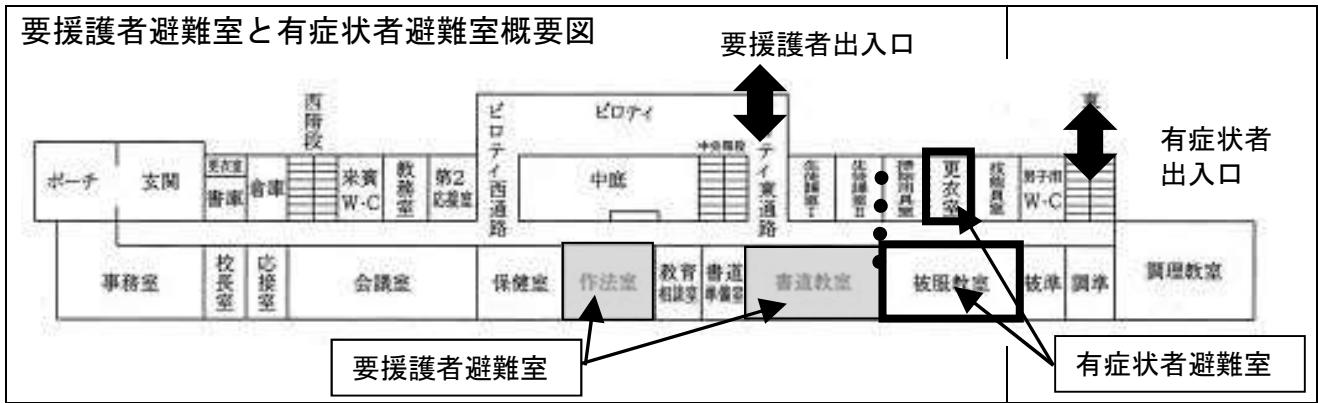 要援護者避難室と有症状者避難室概要図
要援護者出入口
有症状者
出入口
西階段
ピロティ西通路
ピロティ
中央階段
ティ東通路
東
ポーチ
玄関
更衣室
書庫
倉庫
来賓
W・C
教務室
第2
応接室
中庭
更衣室
男子用
W・C
事務室
校長室
応接室
会議室
保健室
作法室
教育
相談室
書道
準備室
書道教室
被服教室
被準
調準
調理教室
要援護者避難室
有症状者避難室